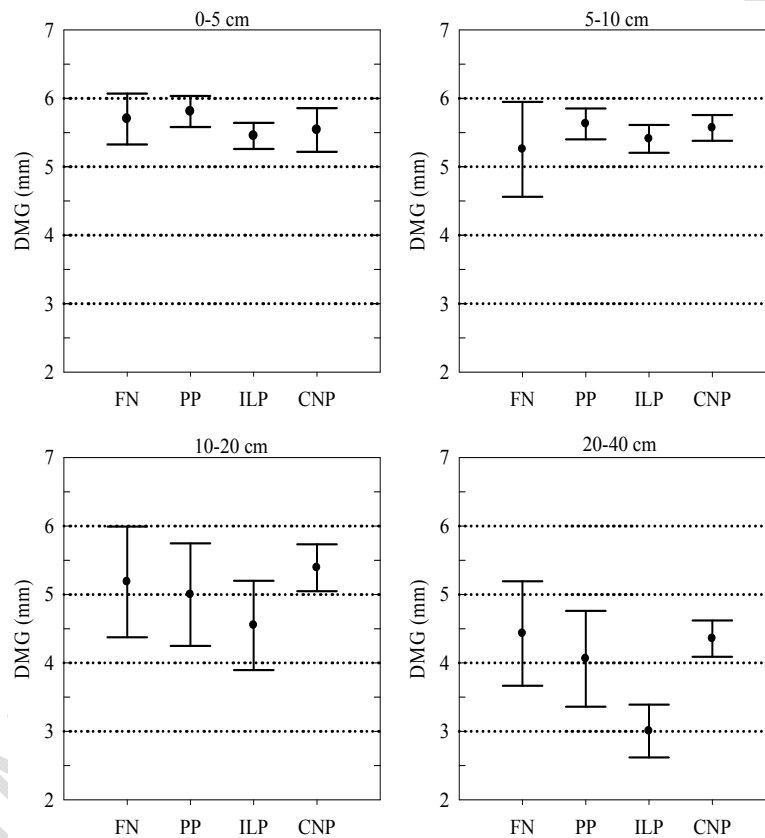 0-5 cm
7
6
5
4
3
2
DMG (mm)
FN PP ILP CNP
5-10 cm
7
6
5
4
3
2
DMG (mm)
FN PP ILP CNP
10-20 cm
7
6
5
4
3
2
DMG (mm)
FN PP ILP CNP
20-40 cm
7
6
5
4
3
2
DMG (mm)
FN PP ILP CNP